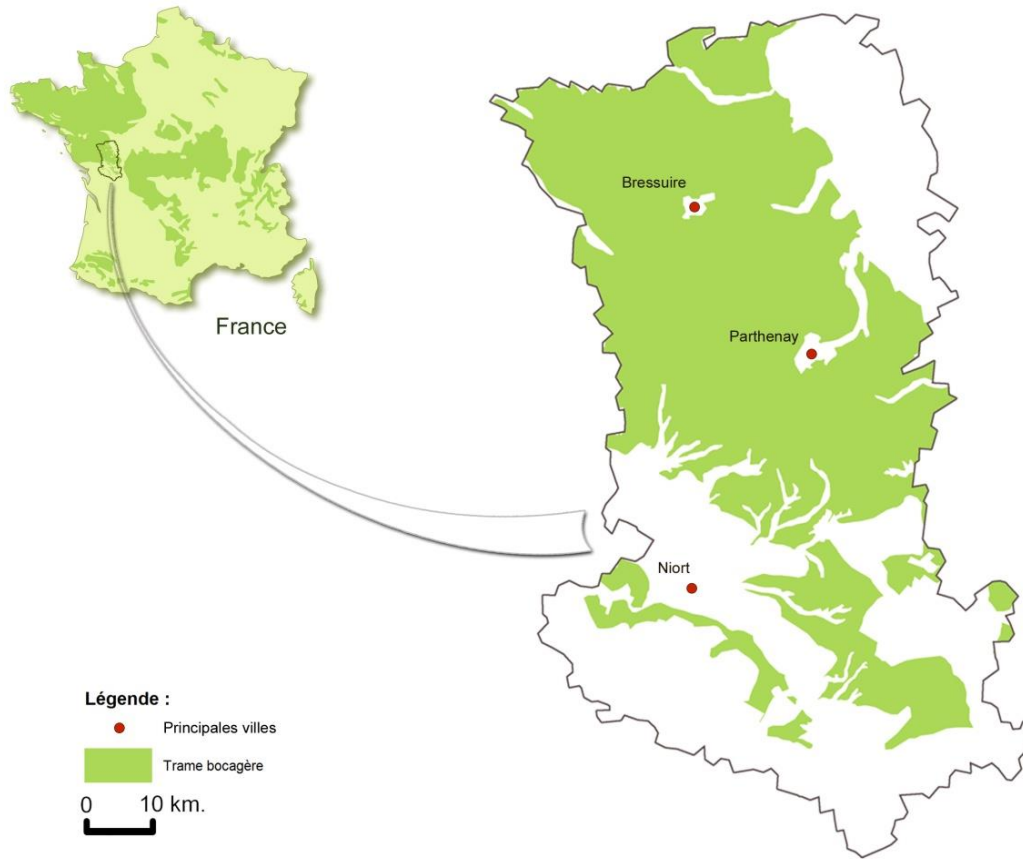 France
Bressuire
Parthenay
Niort
Légende :
Principales villes
Trame bocagère
0 10 km.